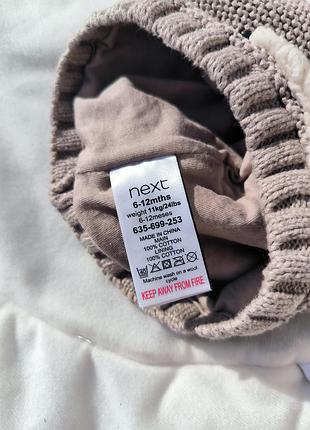 next
6-12mths
weight 11kg/24lbs
6-12meses
635-699-253
MADE IN CHINA
MAIN
100% COTTON
LINING
100% COTTON
Machine wash on a wool
cycle
KEEP AWAY FROM FIRE